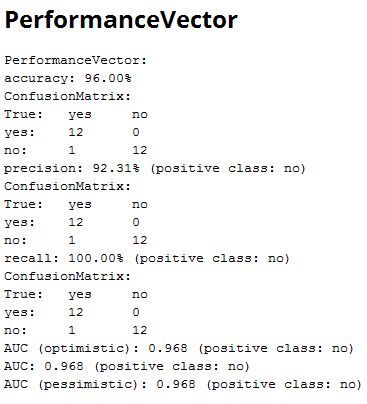 PerformanceVector
PerformanceVector:
accuracy: 96.00%
ConfusionMatrix:
True: yes no
yes: 12 0
no: 1 12
precision: 92.31% (positive class: no)
ConfusionMatrix:
True: yes no
yes: 12 0
no: 1 12
recall: 100.00% (positive class: no)
ConfusionMatrix:
True: yes no
yes: 12 0
no: 1 12
AUC (optimistic): 0.968 (positive class: no)
AUC: 0.968 (positive class: no)
AUC (pessimistic): 0.968 (positive class: no)